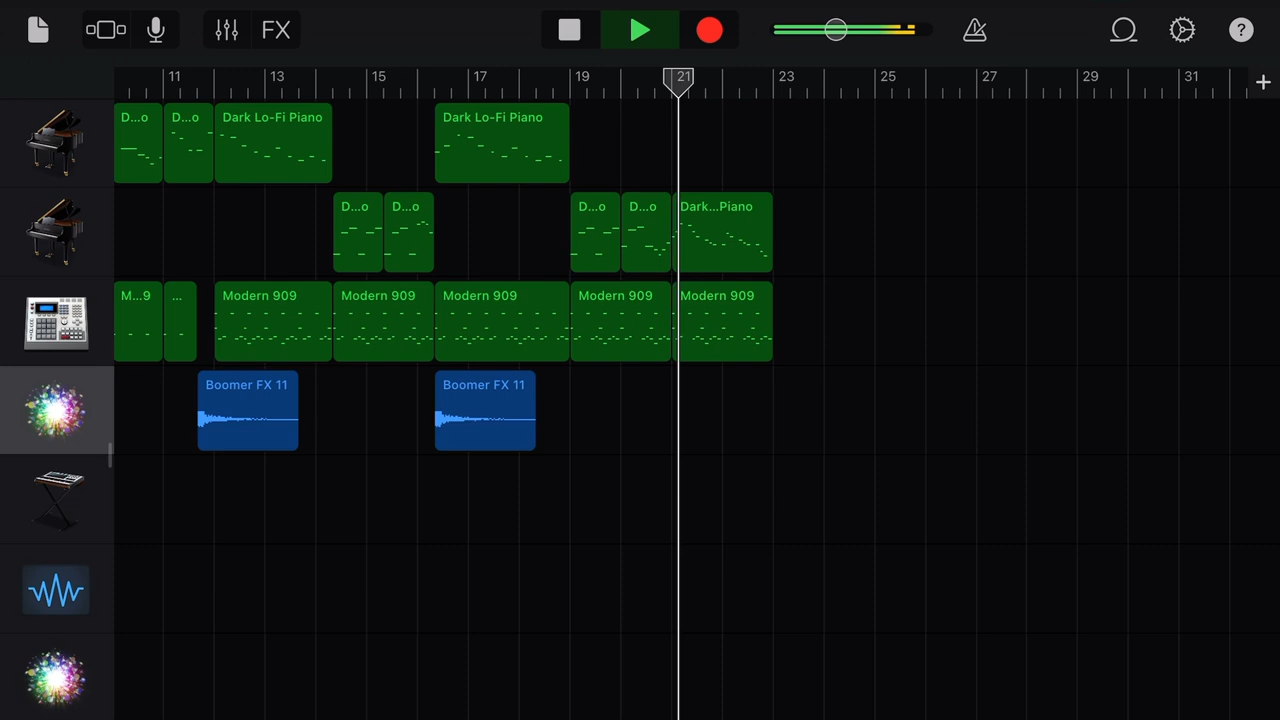 FX
11 13 15 17 19 21 23 25 27 29 31
D...o D...o Dark Lo-Fi Piano Dark Lo-Fi Piano
D...o D...o D...o D...o Dark...Piano
M...9 ... Modern 909 Modern 909 Modern 909 Modern 909 Modern 909
Boomer FX 11 Boomer FX 11